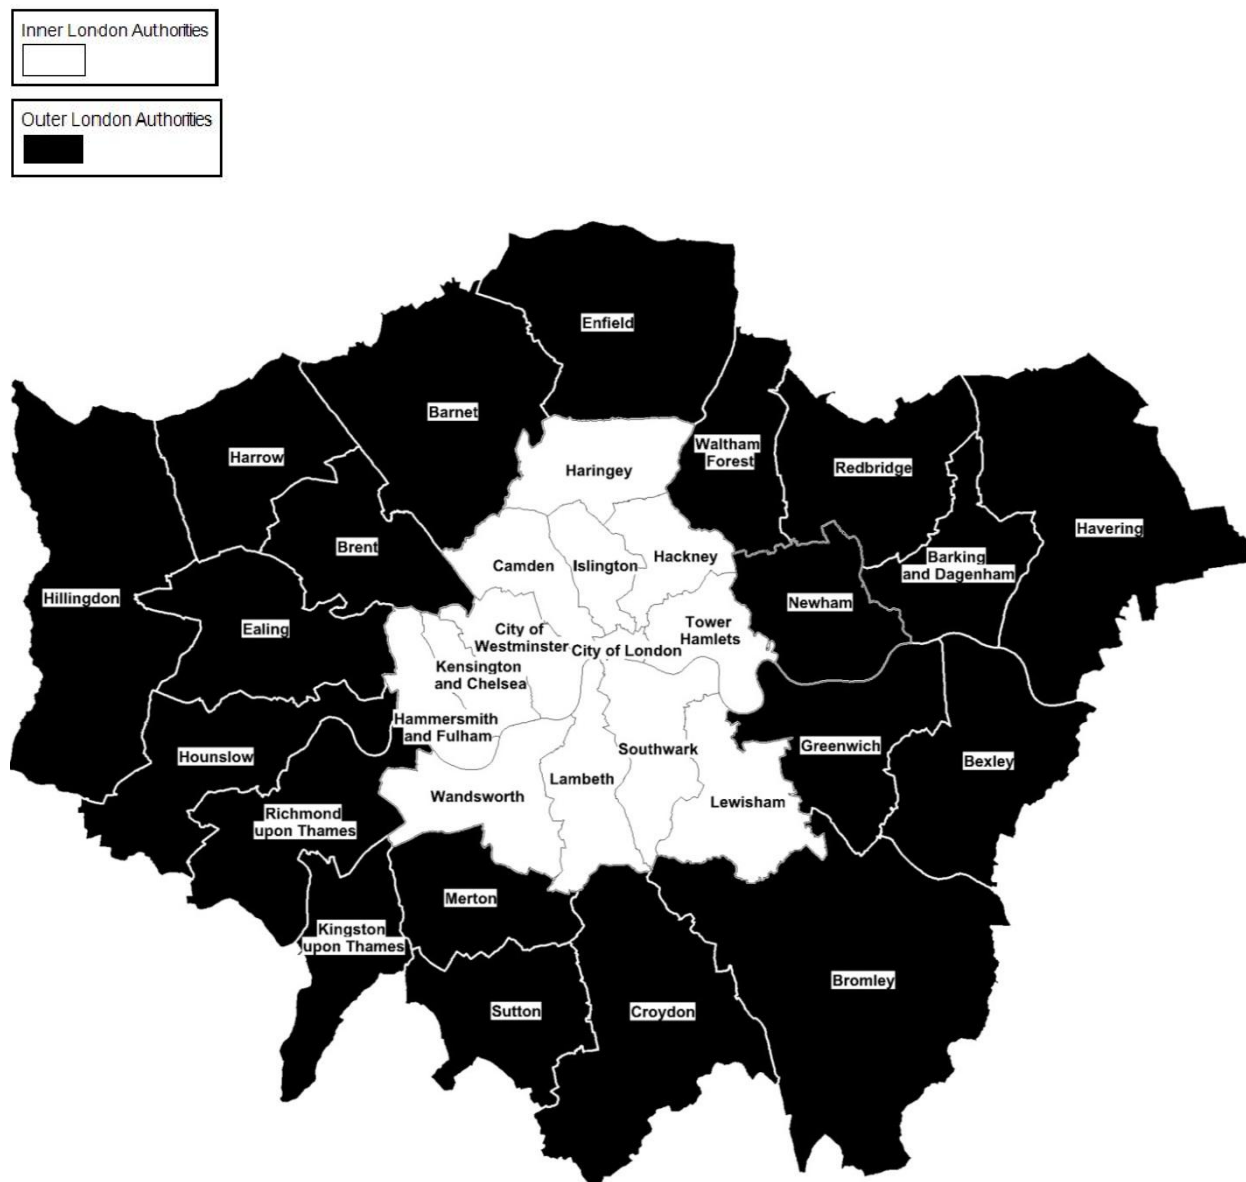 Inner London Authorities
Outer London Authorities
Enfield
Barnet
Waltham
Forest
Harrow
Redbridge
Haringey
Havering
Brent
Hackney
Barking
and Dagenham
Camden
Islington
Hillingdon
Newham
Ealing
City of
Westminster
Tower
Hamlets
City of London
Kensington
and Chelsea
Hammersmith
and Fulham
Hounslow
Southwark
Greenwich
Bexley
Lambeth
Wandsworth
Lewisham
Richmond
upon Thames
Merton
Kingston
upon Thames
Bromley
Sutton
Croydon